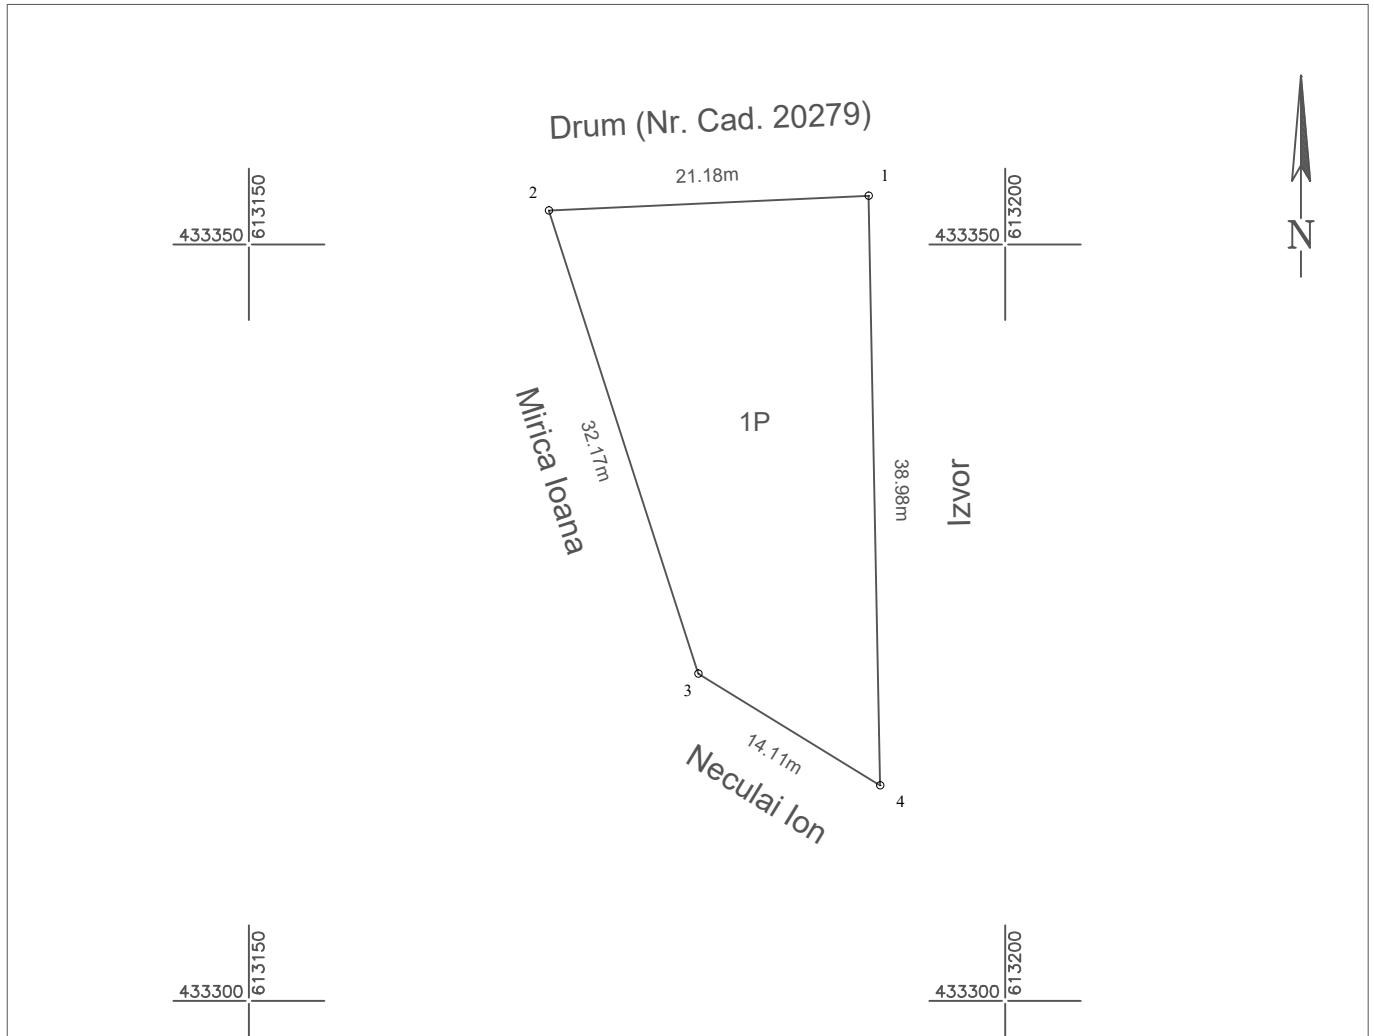 Drum (Nr. Cad. 20279)
21.18m
1
2
613150
433350
613200
433350
N
1P
Mirica Ioana
32.17m
38.98m
Izvor
3
14.11m
Neculai Ion
4
613150
433300
613200
433300